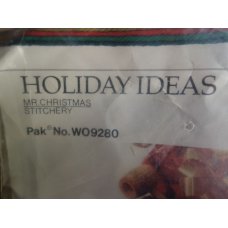 HOLIDAY IDEAS
MR. CHRISTMAS
STITCHERY
Pak® No. WO9280